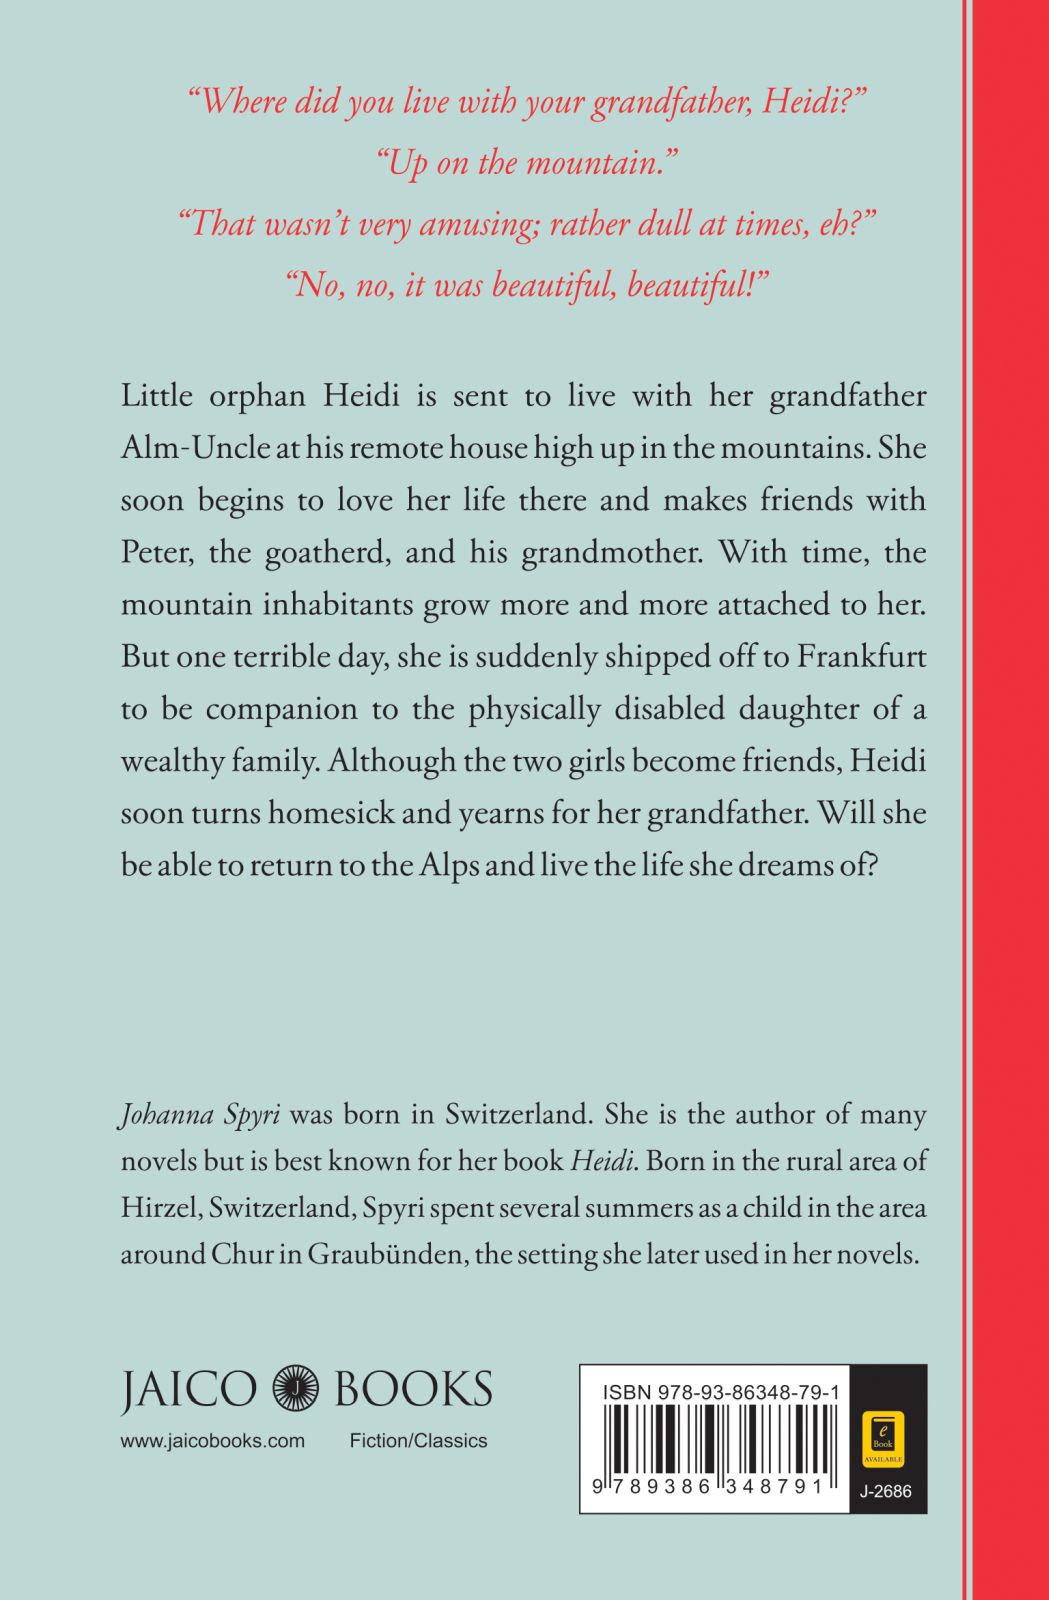 “Where did you live with your grandfather, Heidi?”
“Up on the mountain.”
“That wasn’t very amusing; rather dull at times, eh?”
“No, no, it was beautiful, beautiful!”
Little orphan Heidi is sent to live with her grandfather
Alm-Uncle at his remote house high up in the mountains. She
soon begins to love her life there and makes friends with
Peter, the goatherd, and his grandmother. With time, the
mountain inhabitants grow more and more attached to her.
But one terrible day, she is suddenly shipped off to Frankfurt
to be companion to the physically disabled daughter of a
wealthy family. Although the two girls become friends, Heidi
soon turns homesick and yearns for her grandfather. Will she
be able to return to the Alps and live the life she dreams of?
Johanna Spyri was born in Switzerland. She is the author of many
novels but is best known for her book Heidi. Born in the rural area of
Hirzel, Switzerland, Spyri spent several summers as a child in the area
around Chur in Graubünden, the setting she later used in her novels.
JAICO J BOOKS
www.jaicobooks.com Fiction/Classics
ISBN 978-93-86348-79-1
9 789386 348791
e
Book
AVAILABLE
J-2686